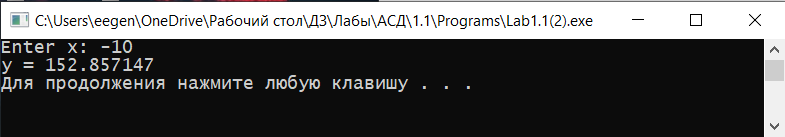 C:\Users\eegen\OneDrive\Рабочий стол\ДЗ\Лабы\АСД\1.1\Programs\Lab1.1(2).exe
Enter x: -10
y = 152.857147
Для продолжения нажмите любую клавишу . . .